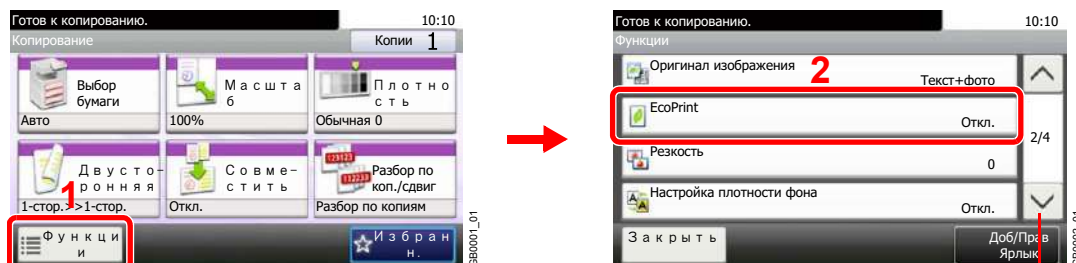 Готов к копированию.
10:10
Копирование
Копии 1
Выбор
бумаги
Авто
Масшта
б
100%
Плотно
сть
Обычная 0
Двусто-
ронняя
1-стор.>>1-стор.
Совме-
стить
Откл.
Разбор по
коп./сдвиг
Разбор по копиям
1
Функци
и
Избран
н.
Готов к копированию.
10:10
Функции
Оригинал изображения
Текст+фото
2
EcoPrint
Откл.
2/4
Резкость
0
Настройка плотности фона
Откл.
Закрыть
Доб/Прав
Ярлык